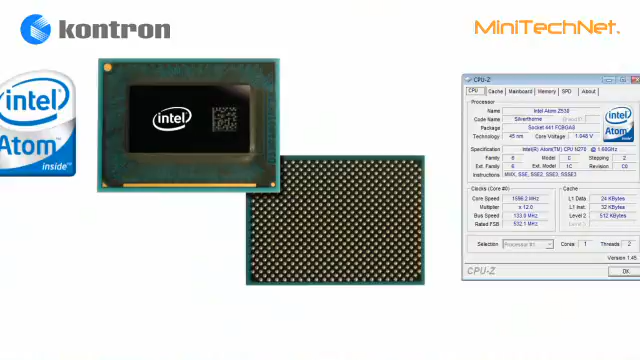 kontron
MiniTechNet.
intel
Atom
inside™
intel
CPU-Z
CPU Cache Mainboard Memory SPD About
Processor
Name Intel Atom Z530
Code Name Silverthorne
Package Socket 441 FCBGA8
Technology 45 nm Core Voltage 1.048 V
intel
Atom
Specification Intel(R) Atom(TM) CPU N270 @ 1.60GHz
Family 6 Model C Stepping 2
Ext. Family 6 Ext. Model 1C Revision C0
Instructions MMX, SSE, SSE2, SSE3, SSSE3
Clocks (Core #0) Cache
Core Speed 1596.2 MHz L1 Data 24 KBytes
Multiplier x 12.0 L1 Inst. 32 KBytes
Bus Speed 133.0 MHz Level 2 512 KBytes
Rated FSB 532.1 MHz
Selection Processor #1 Cores 1 Threads 2
Version 1.45
CPU-Z OK